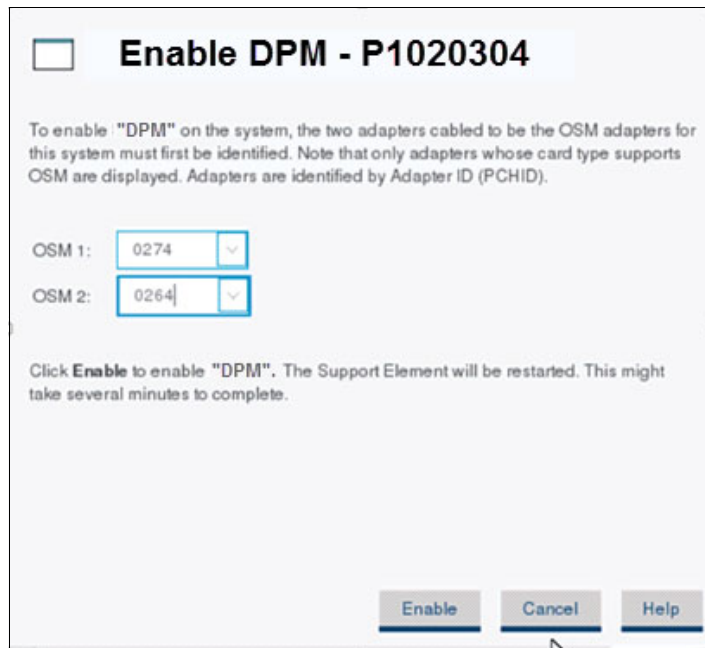 Enable DPM - P1020304
To enable "DPM" on the system, the two adapters cabled to be the OSM adapters for
this system must first be identified. Note that only adapters whose card type supports
OSM are displayed. Adapters are identified by Adapter ID (PCHID).
OSM 1: 0274
OSM 2: 0264
Click Enable to enable "DPM". The Support Element will be restarted. This might
take several minutes to complete.
Enable Cancel Help